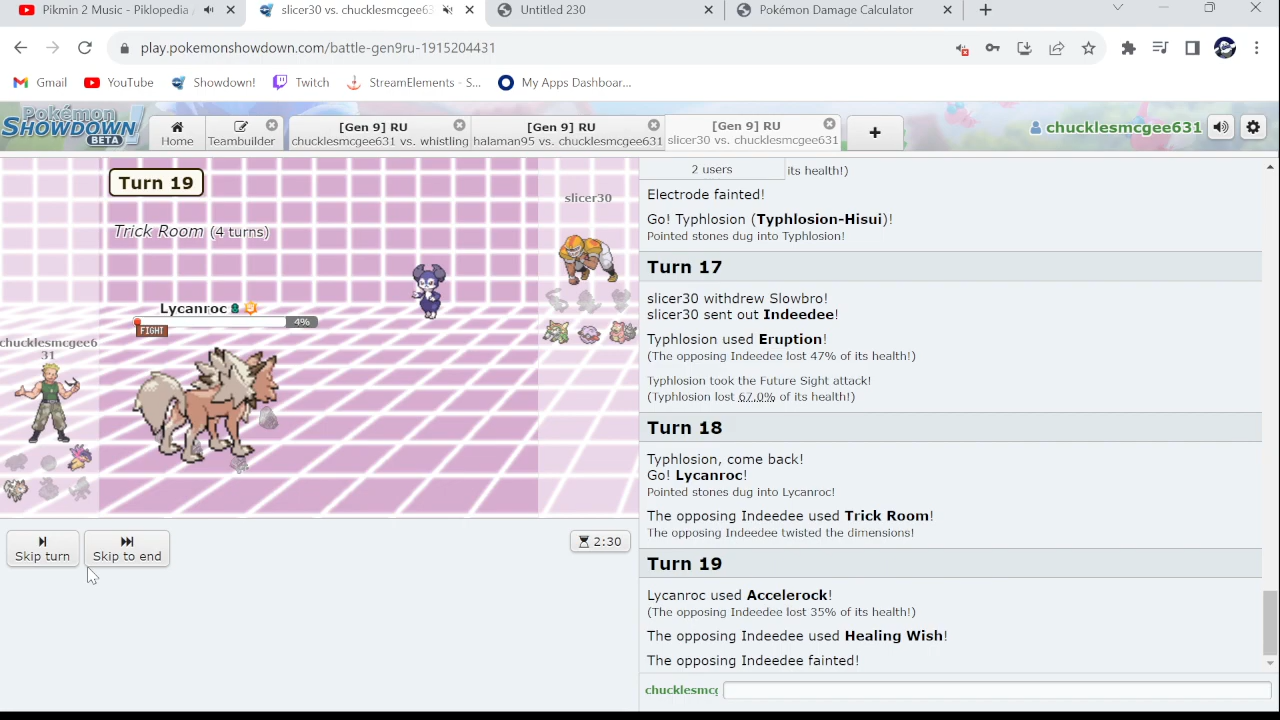 Pikmin 2 Music - Piklopedia
slicer30 vs. chucklesmcgee63
Untitled 230
Pokémon Damage Calculator
play.pokemonshowdown.com/battle-gen9ru-1915204431
Gmail
YouTube
Showdown!
Twitch
StreamElements - S...
My Apps Dashboar...
Pokémon
SHOWDOWN!
BETA
Home
Teambuilder
[Gen 9] RU
chucklesmcgee631 vs. whistling
[Gen 9] RU
halaman95 vs. chucklesmcgee631
[Gen 9] RU
slicer30 vs. chucklesmcgee631
chucklesmcgee631
Turn 19
Trick Room (4 turns)
slicer30
Lycanroc
4%
FIGHT
chucklesmcgee6
31
Skip turn
Skip to end
2:30
2 users
its health!)
Electrode fainted!
Go! Typhlosion (Typhlosion-Hisui)!
Pointed stones dug into Typhlosion!
Turn 17
slicer30 withdrew Slowbro!
slicer30 sent out Indeedee!
Typhlosion used Eruption!
(The opposing Indeedee lost 47% of its health!)
Typhlosion took the Future Sight attack!
(Typhlosion lost 67.0% of its health!)
Turn 18
Typhlosion, come back!
Go! Lycanroc!
Pointed stones dug into Lycanroc!
The opposing Indeedee used Trick Room!
The opposing Indeedee twisted the dimensions!
Turn 19
Lycanroc used Accelerock!
(The opposing Indeedee lost 35% of its health!)
The opposing Indeedee used Healing Wish!
The opposing Indeedee fainted!
chucklesmcg